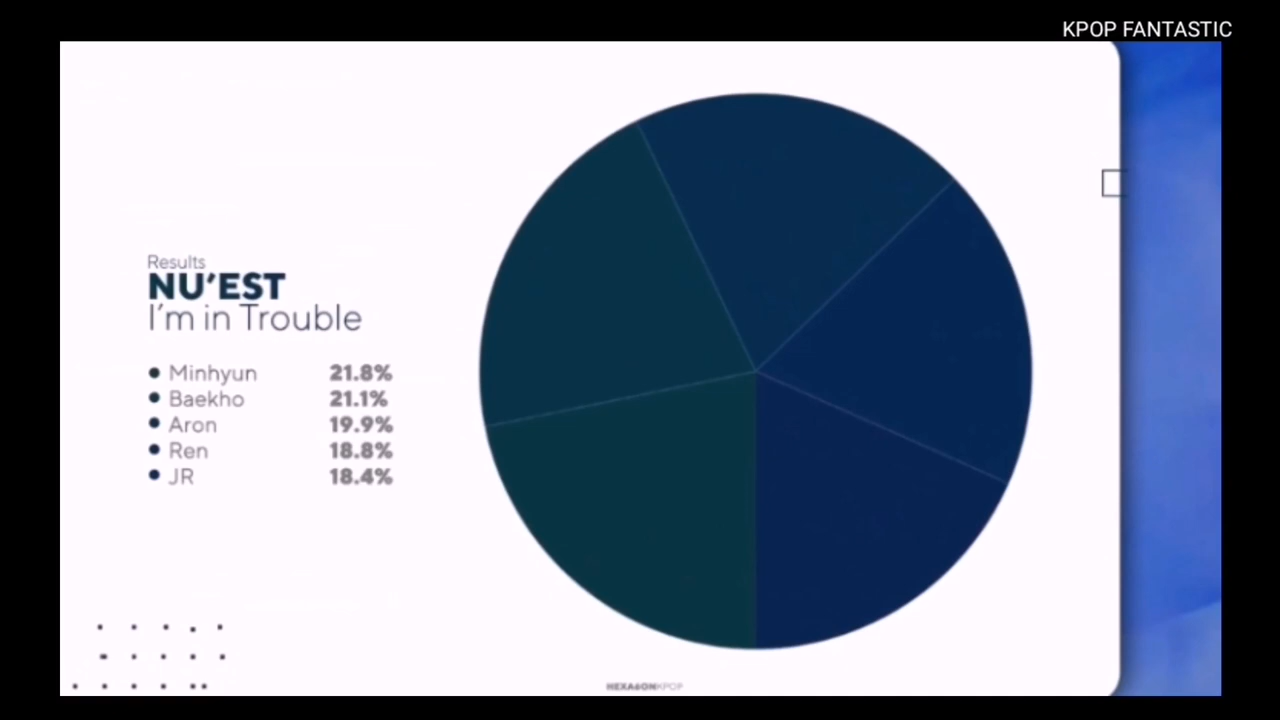 KPOP FANTASTIC
Results
NU'EST
I'm in Trouble
Minhyun 21.8%
Baekho 21.1%
Aron 19.9%
Ren 18.8%
JR 18.4%
HEXA6ONKPOP